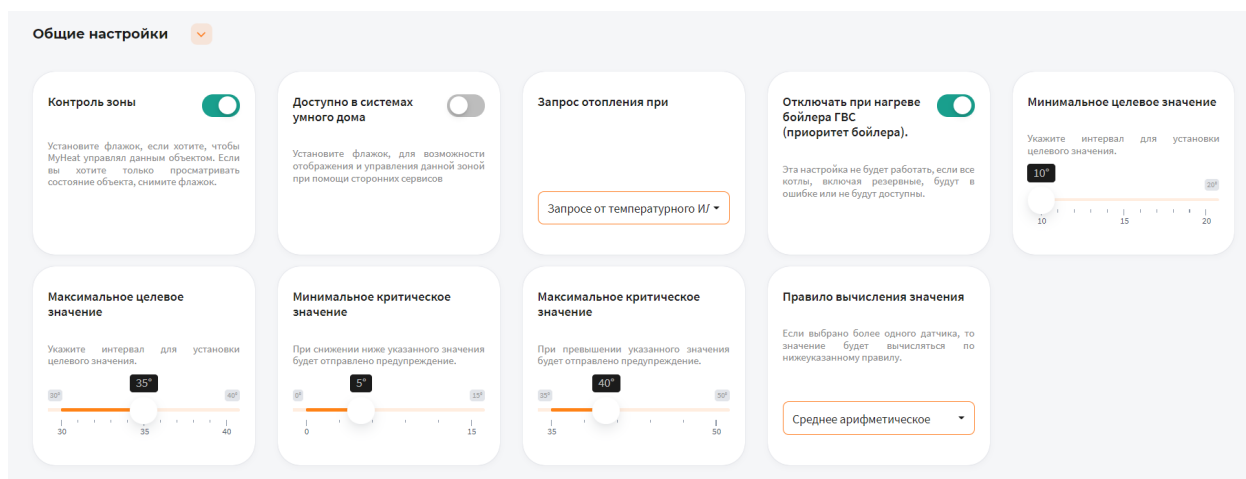 Общие настройки
Контроль зоны
Установите флажок, если хотите, чтобы
MyHeat управлял данным объектом. Если
вы хотите только просматривать
состояние объекта, снимите флажок.
Доступно в системах
умного дома
Установите флажок, для возможности
отображения и управления данной зоной
при помощи сторонних сервисов
Запрос отопления при
Запросе от температурного ИЛ
Отключать при нагреве
бойлера ГВС
(приоритет бойлера).
Эта настройка не будет работать, если все
котлы, включая резервные, будут в
ошибке или не будут доступны.
Минимальное целевое значение
Укажите интервал для установки
целевого значения.
10°
20°
10 15 20
Максимальное целевое
значение
Укажите интервал для установки
целевого значения.
35°
30° 40°
30 35 40
Минимальное критическое
значение
При снижении ниже указанного значения
будет отправлено предупреждение.
5°
0° 15°
0 15
Максимальное критическое
значение
При превышении указанного значения
будет отправлено предупреждение.
40°
35° 50°
35 50
Правило вычисления значения
Если выбрано более одного датчика, то
значение будет вычисляться по
нижеуказанному правилу.
Среднее арифметическое